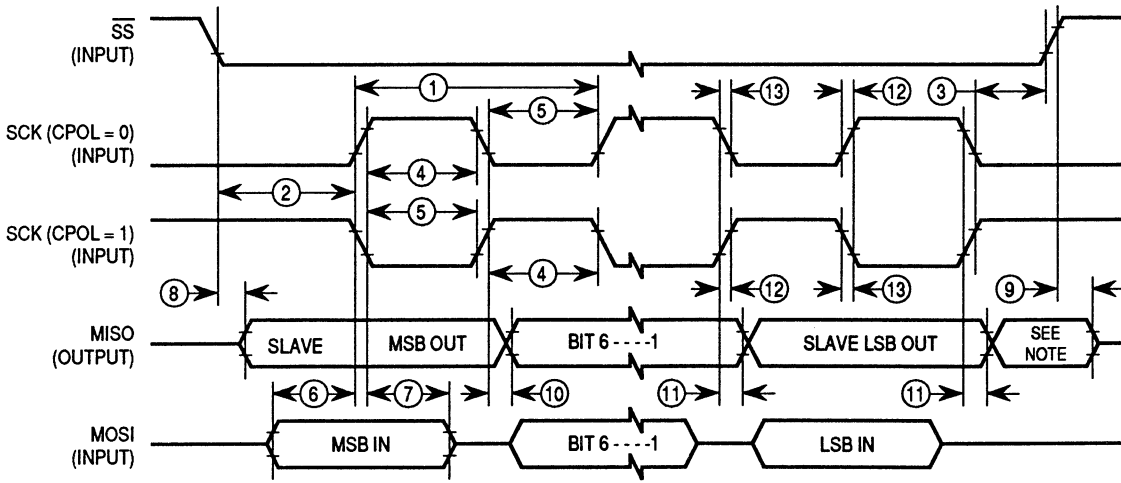 SS
(INPUT)
1
13
12
3
5
SCK (CPOL = 0)
(INPUT)
4
2
5
SCK (CPOL = 1)
(INPUT)
4
8
12
13
9
MISO
(OUTPUT)
SLAVE MSB OUT
BIT 6 - - - - 1
SLAVE LSB OUT
SEE
NOTE
6
7
10
11
11
MOSI
(INPUT)
MSB IN
BIT 6 - - - - 1
LSB IN